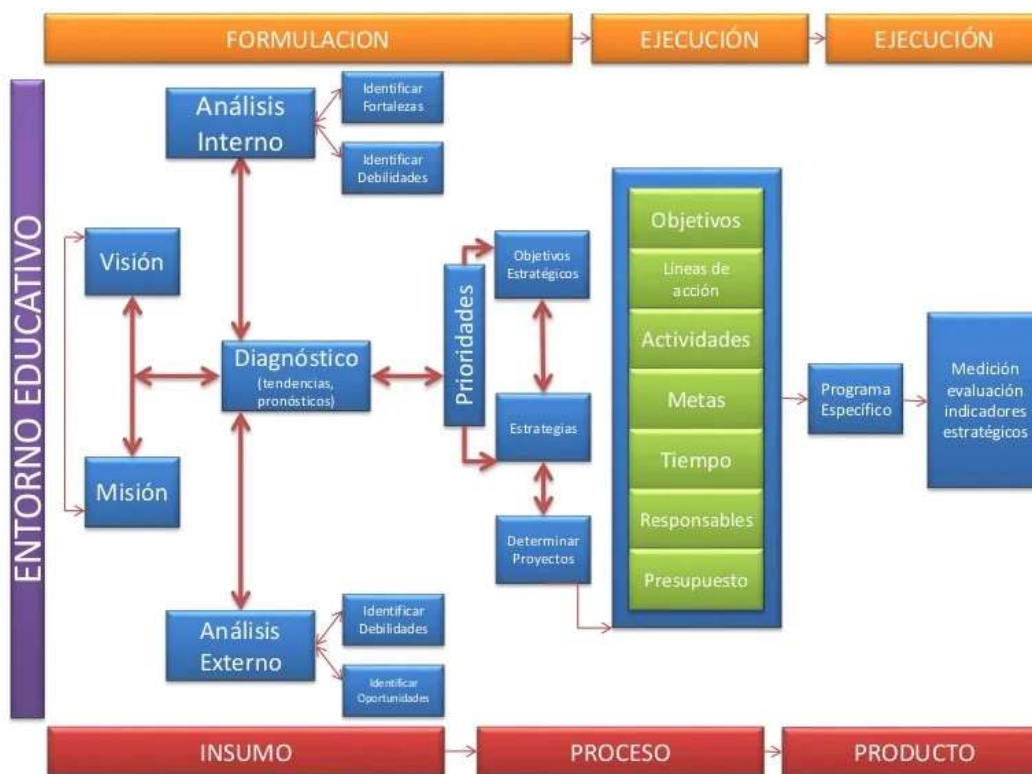 FORMULACION
EJECUCIÓN
EJECUCIÓN
ENTORNO EDUCATIVO
Análisis
Interno
Identificar
Fortalezas
Identificar
Debilidades
Visión
Misión
Diagnóstico
(tendencias,
pronósticos)
Análisis
Externo
Identificar
Debilidades
Identificar
Oportunidades
Prioridades
Objetivos
Estratégicos
Estrategias
Determinar
Proyectos
Objetivos
Líneas de
acción
Actividades
Metas
Tiempo
Responsables
Presupuesto
Programa
Específico
Medición
evaluación
indicadores
estratégicos
INSUMO
PROCESO
PRODUCTO